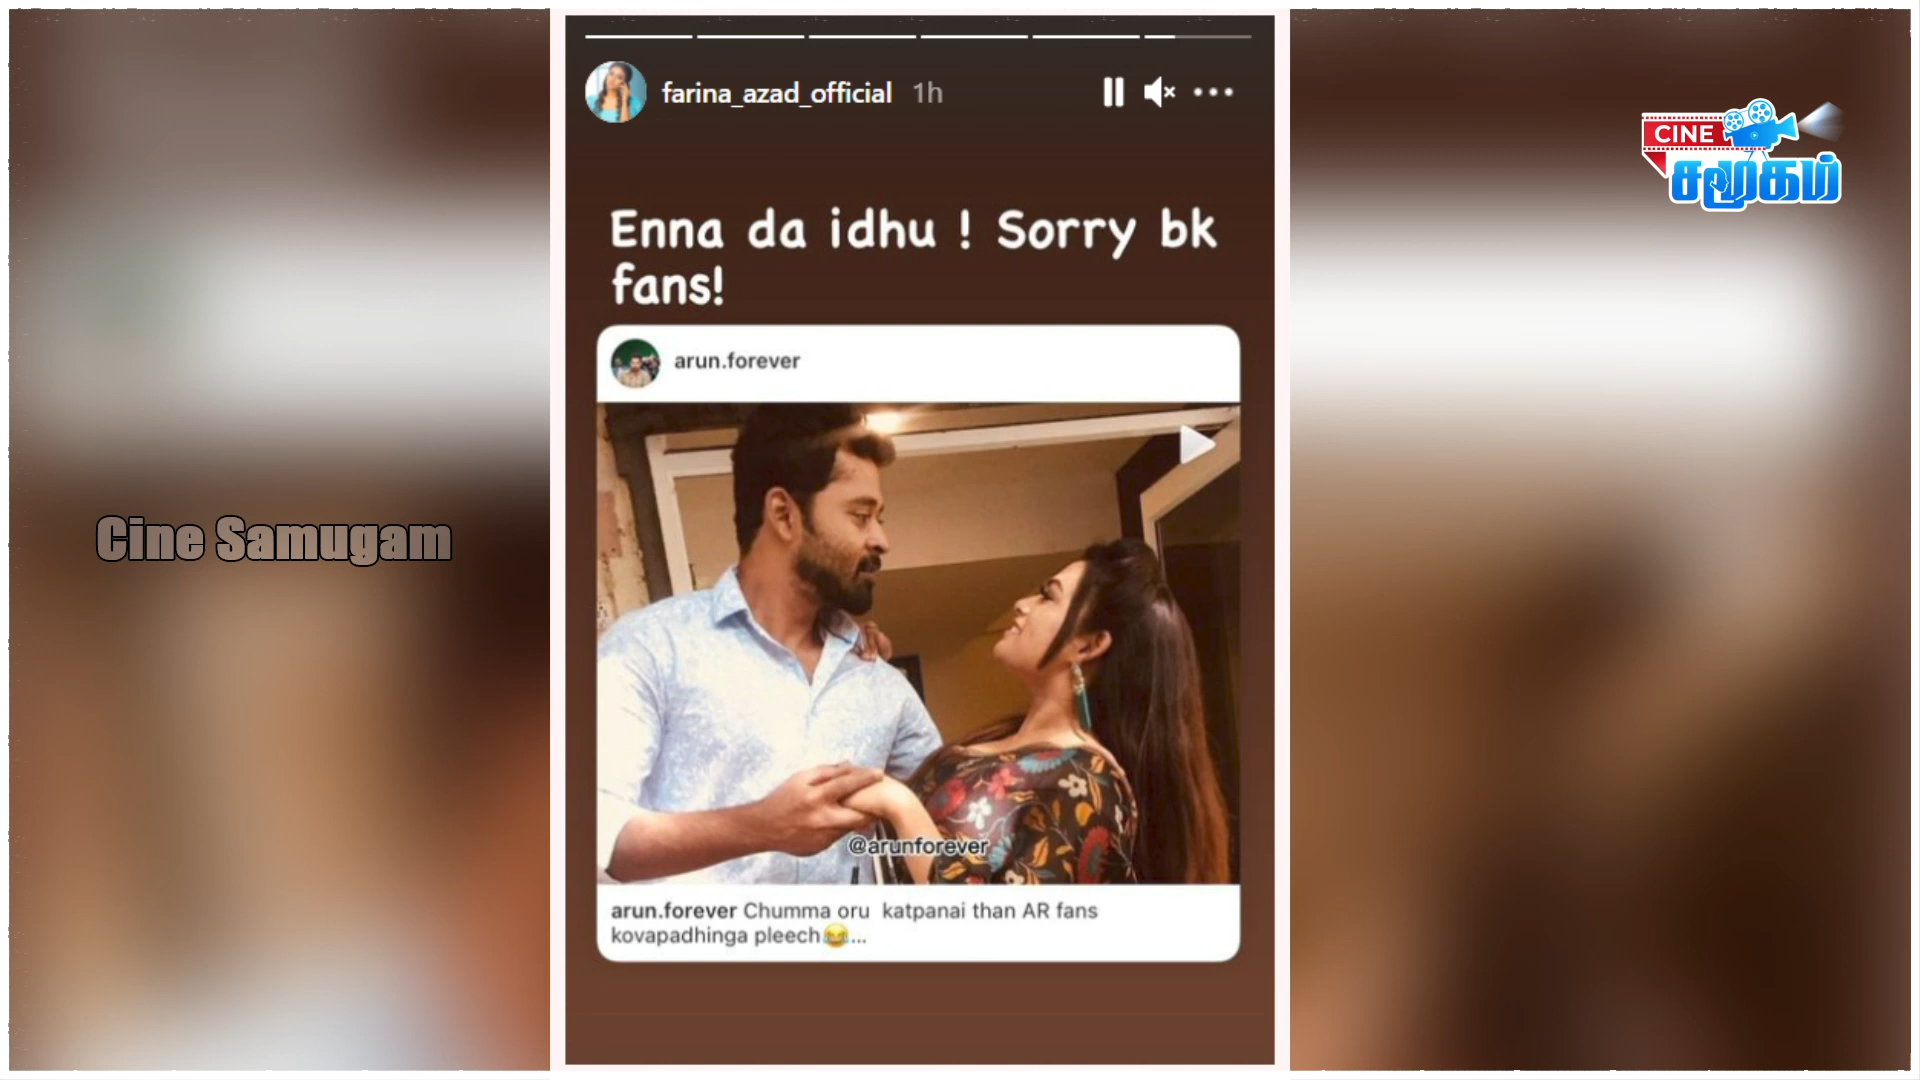 farina_azad_official 1h
CINE
சமூகம்
Enna da idhu ! Sorry bk
fans!
arun.forever
Cine Samugam
@arunforever
arun.forever Chumma oru katpanai than AR fans
kovapadhinga pleech😂...